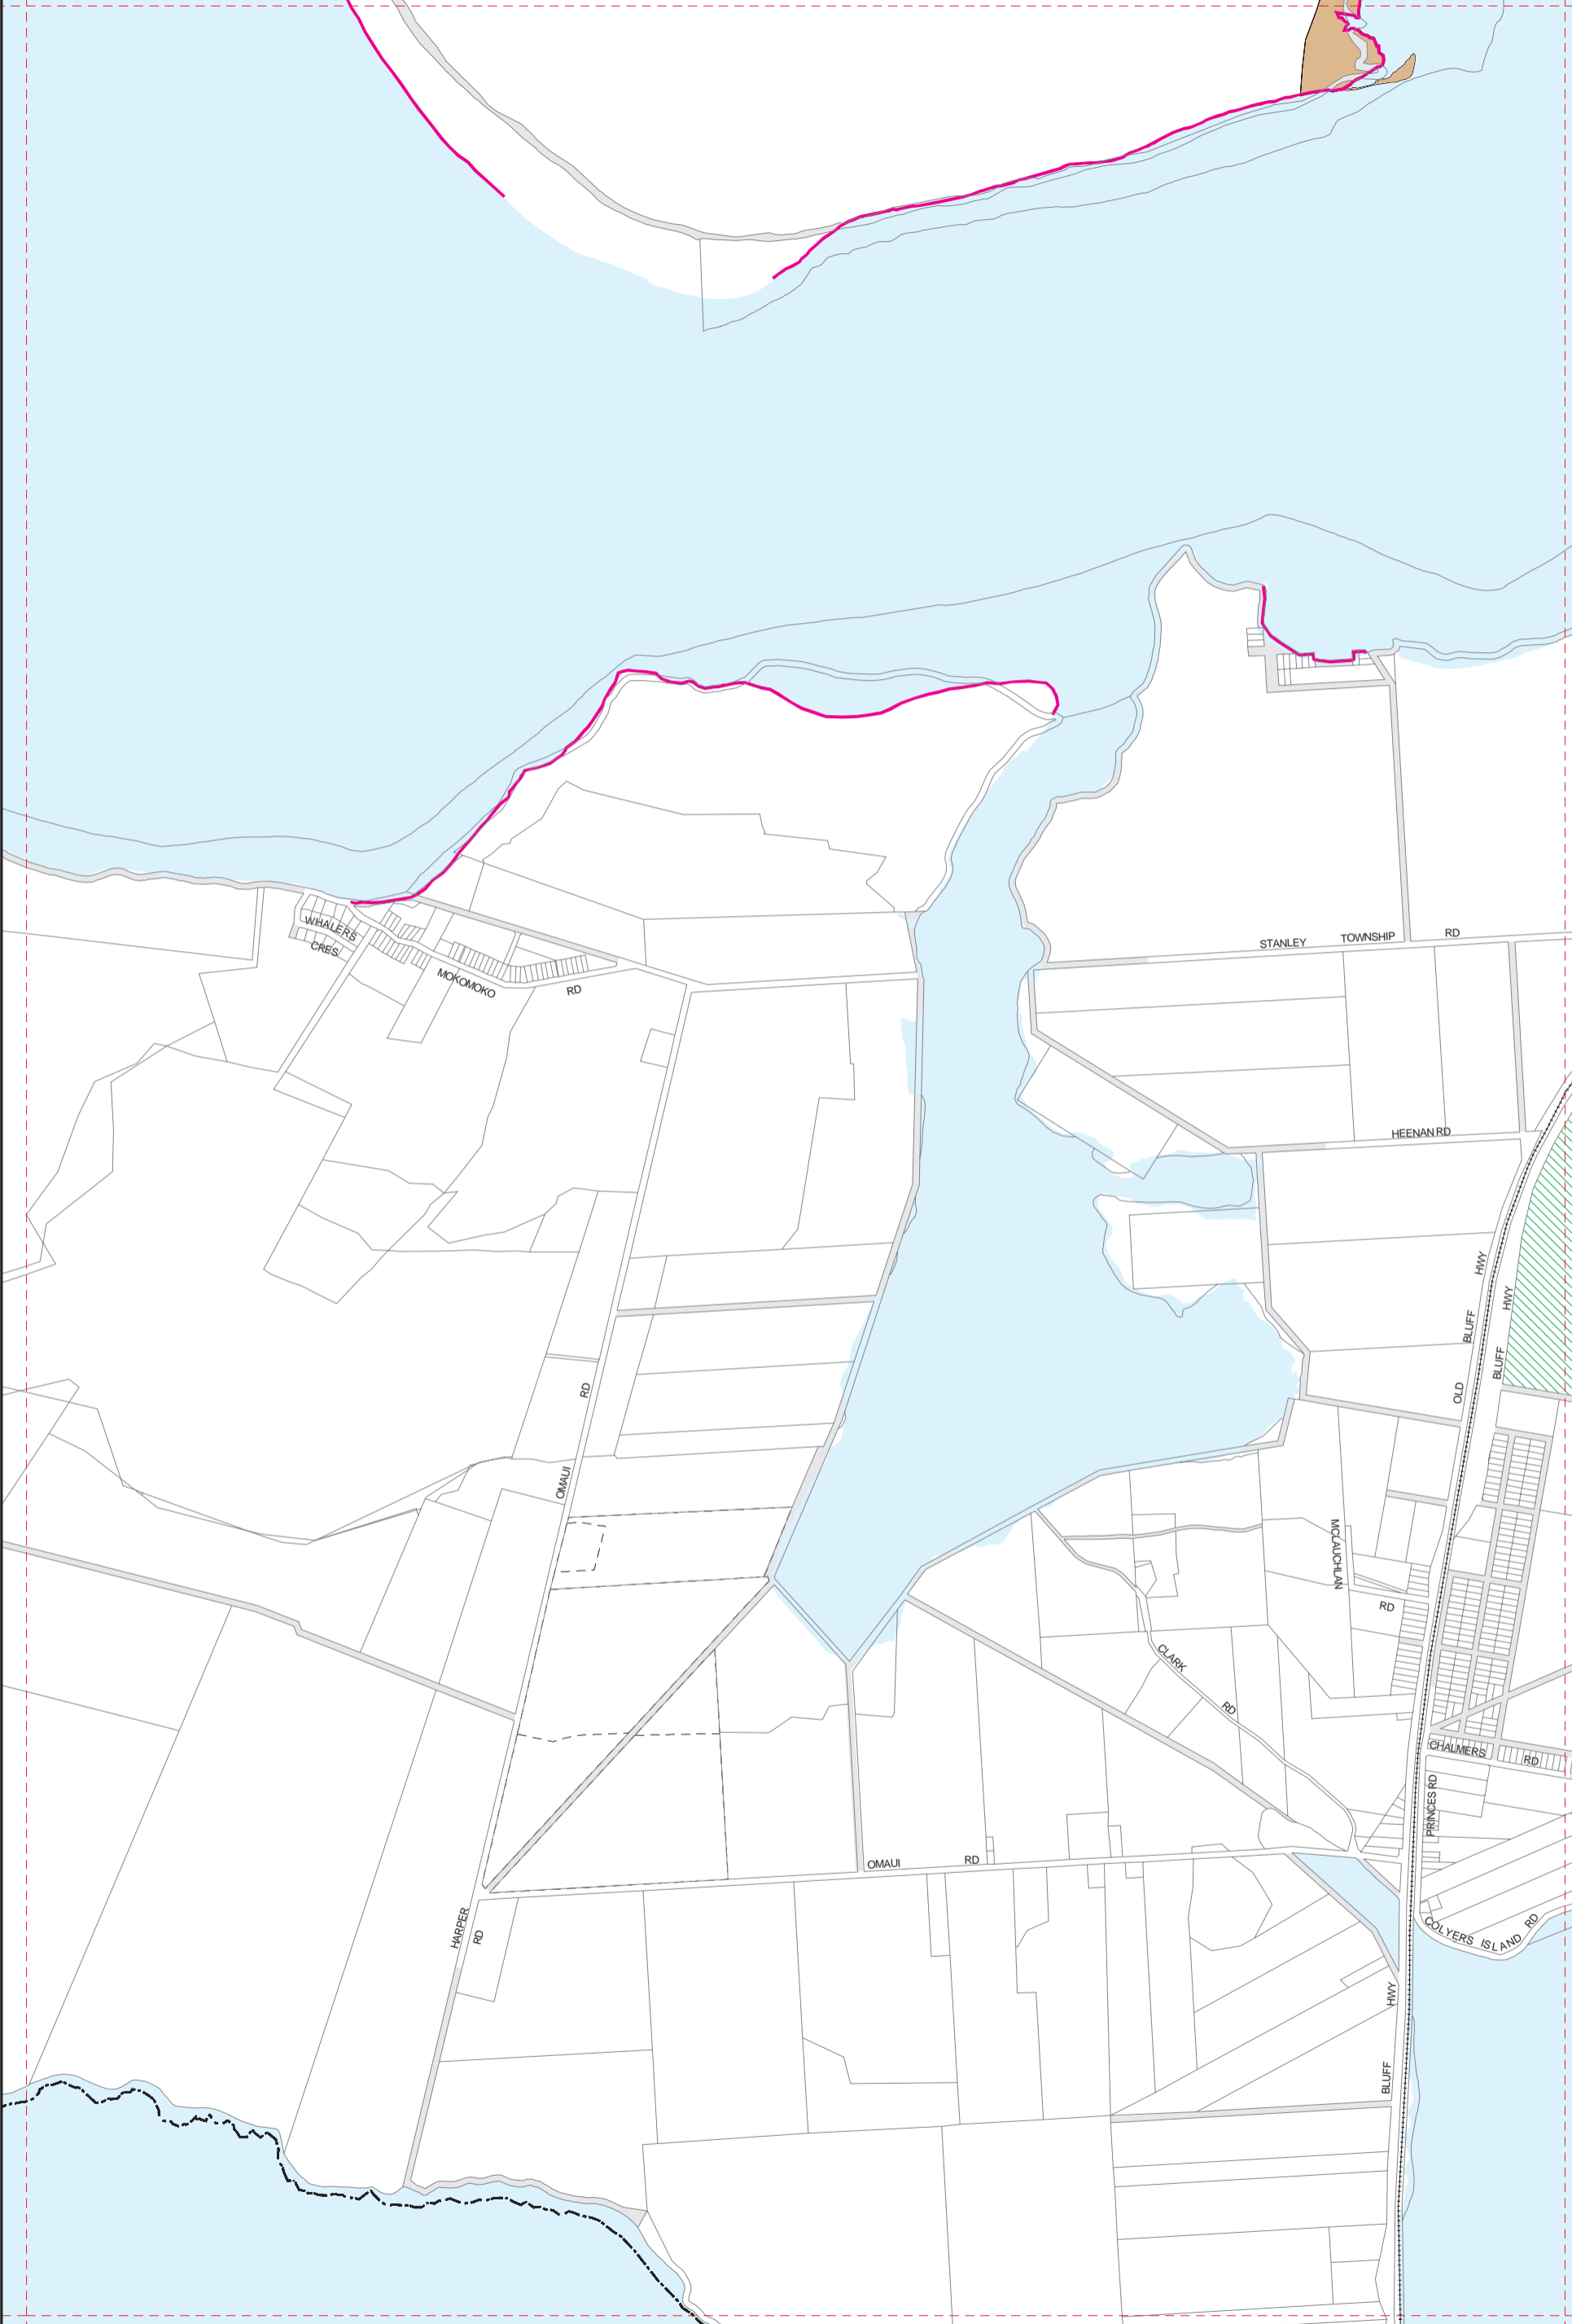 WHALERS
CRES
MOKOMOKO
RD
STANLEY TOWNSHIP RD
HEENAN RD
OLD BLUFF HWY
BLUFF HWY
OMAUI RD
MCLAUCHLAN
RD
CLARK
RD
CHALMERS RD
PRINCES RD
OMAUI RD
HARPER
RD
COLYERS ISLAND RD
BLUFF HWY